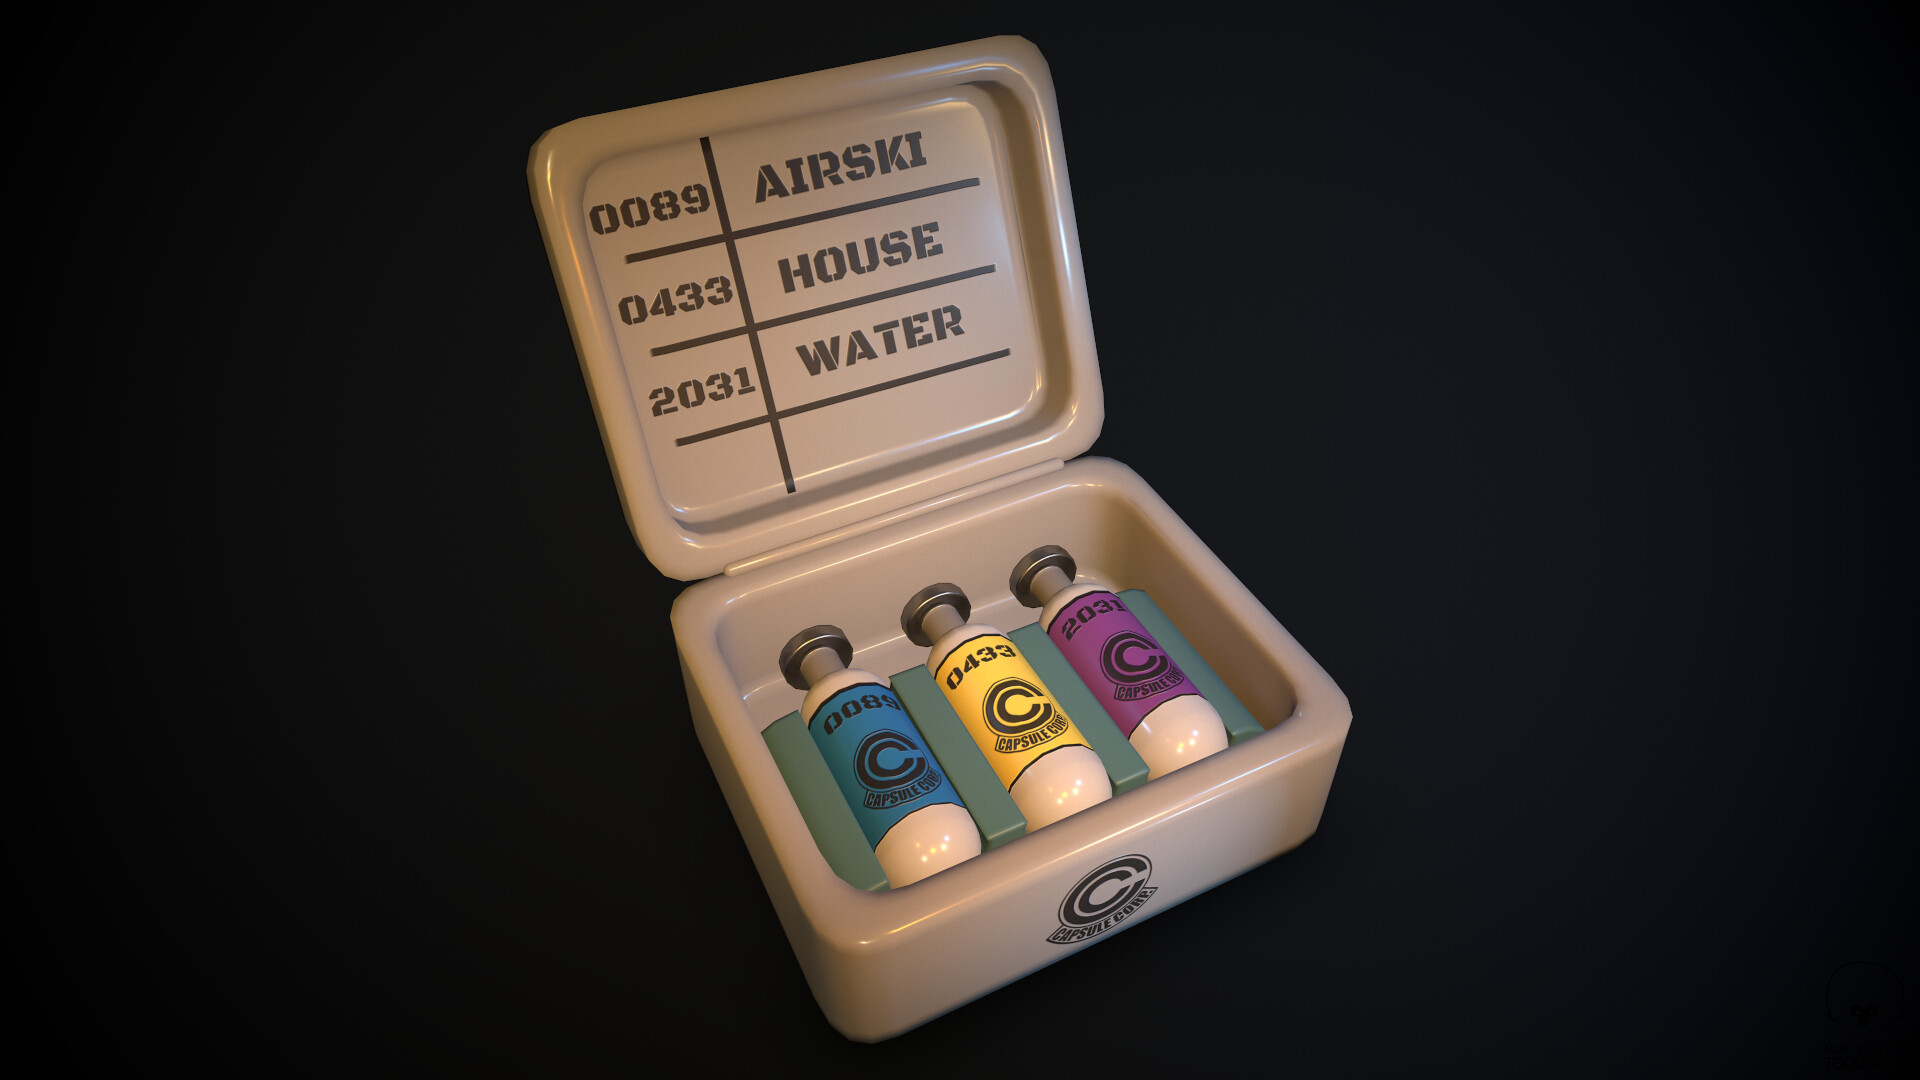 0089 AIRSKI
0433 HOUSE
2031 WATER
0089
CAPSULE CORP.
0433
CAPSULE CORP.
2031
CAPSULE CORP.
CAPSULE CORP.